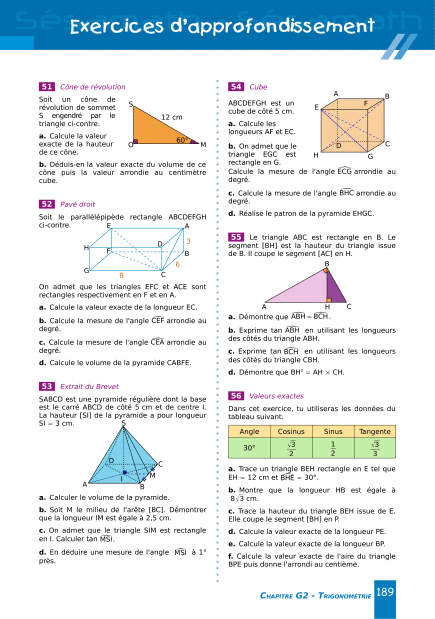 Exercices d'approfondissement
51 Cône de révolution
Soit un cône de
révolution de sommet
S engendré par le
triangle ci-contre.
a. Calcule la valeur
exacte de la hauteur
de ce cône.
S
12 cm
60°
O
M
b. Déduis-en la valeur exacte du volume de ce
cône puis la valeur arrondie au centimètre
cube.
52 Pavé droit
Soit le parallélépipède rectangle ABCDEFGH
ci-contre.
E
A
H
F
D
3
B
6
G
8
C
On admet que les triangles EFC et ACE sont
rectangles respectivement en F et en A.
a. Calcule la valeur exacte de la longueur EC.
b. Calcule la mesure de l'angle CEF arrondie au
degré.
c. Calcule la mesure de l'angle CEA arrondie au
degré.
d. Calcule le volume de la pyramide CABFE.
53 Extrait du Brevet
SABCD est une pyramide régulière dont la base
est le carré ABCD de côté 5 cm et de centre I.
La hauteur [SI] de la pyramide a pour longueur
SI = 3 cm.
S
D
C
I
M
A
B
a. Calculer le volume de la pyramide.
b. Soit M le milieu de l'arête [BC]. Démontrer
que la longueur IM est égale à 2,5 cm.
c. On admet que le triangle SIM est rectangle
en I. Calculer tan MSI.
d. En déduire une mesure de l'angle MSI à 1°
près.
54 Cube
ABCDEFGH est un
cube de côté 5 cm.
a. Calcule les
longueurs AF et EC.
b. On admet que le
triangle EGC est
rectangle en G.
A
B
E
F
D
C
H
G
Calcule la mesure de l'angle ECG arrondie au
degré.
c. Calcule la mesure de l'angle BHC arrondie au
degré.
d. Réalise le patron de la pyramide EHGC.
55 Le triangle ABC est rectangle en B. Le
segment [BH] est la hauteur du triangle issue
de B. Il coupe le segment [AC] en H.
B
A
H
C
a. Démontre que ABH = BCH.
b. Exprime tan ABH en utilisant les longueurs
des côtés du triangle ABH.
c. Exprime tan BCH en utilisant les longueurs
des côtés du triangle CBH.
d. Démontre que BH² = AH × CH.
56 Valeurs exactes
Dans cet exercice, tu utiliseras les données du
tableau suivant.
Angle Cosinus Sinus Tangente
30° √3/2 1/2 √3/3
a. Trace un triangle BEH rectangle en E tel que
EH = 12 cm et BHE = 30°.
b. Montre que la longueur HB est égale à
8√3 cm.
c. Trace la hauteur du triangle BEH issue de E.
Elle coupe le segment [BH] en P.
d. Calcule la valeur exacte de la longueur PE.
e. Calcule la valeur exacte de la longueur BP.
f. Calcule la valeur exacte de l'aire du triangle
BPE puis donne l'arrondi au centième.
CHAPITRE G2 - TRIGONOMÉTRIE 189